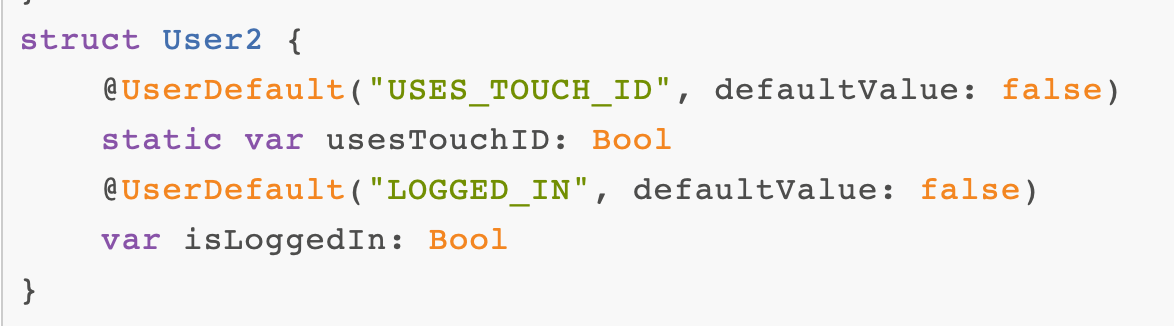 struct User2 {
    @UserDefault("USES_TOUCH_ID", defaultValue: false)
    static var usesTouchID: Bool
    @UserDefault("LOGGED_IN", defaultValue: false)
    var isLoggedIn: Bool
}